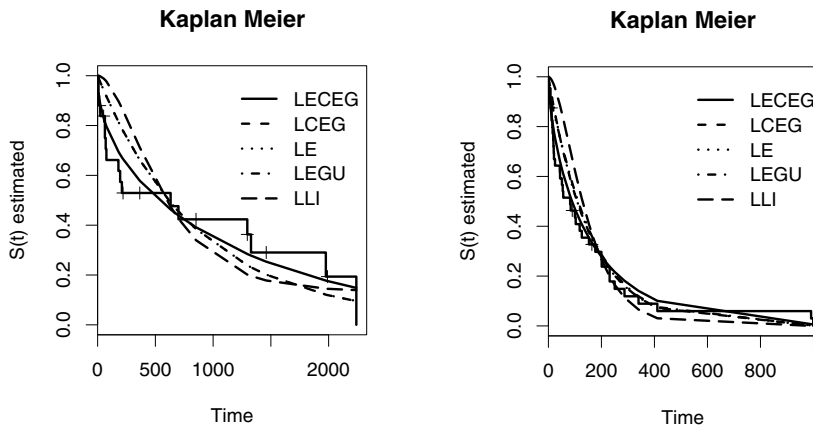 Kaplan Meier
S(t) estimated
1.0
0.8
0.6
0.4
0.2
0.0
LECEG
LCEG
LE
LEGU
LLI
0 500 1000 2000
Time
Kaplan Meier
S(t) estimated
1.0
0.8
0.6
0.4
0.2
0.0
LECEG
LCEG
LE
LEGU
LLI
0 200 400 600 800
Time